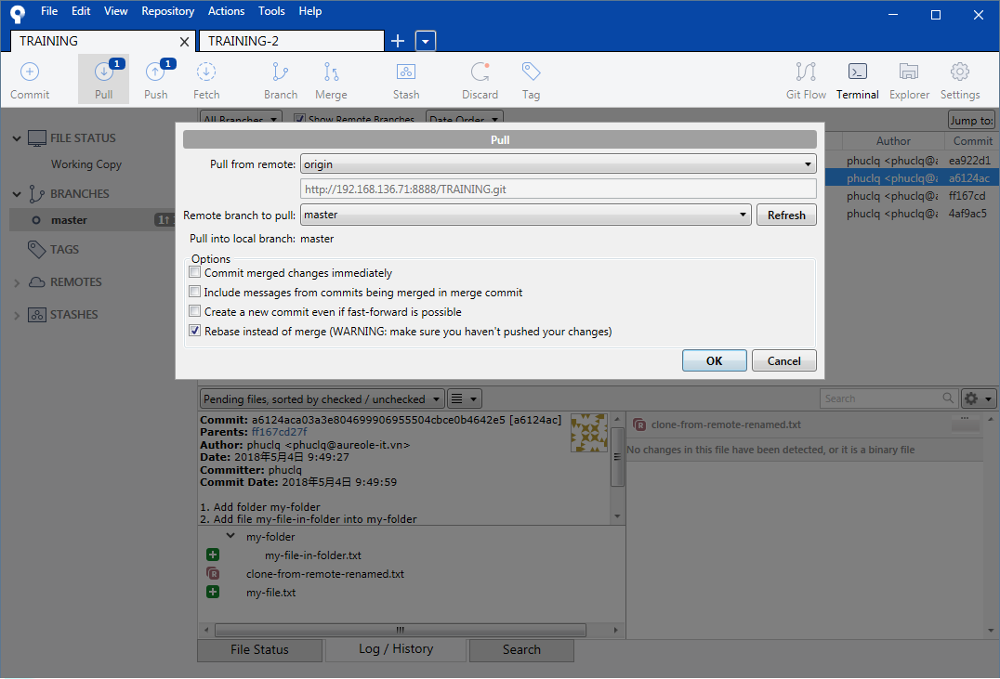 File Edit View Repository Actions Tools Help
TRAINING
TRAINING-2
1 1
Commit Pull Push Fetch Branch Merge Stash Discard Tag Git Flow Terminal Explorer Settings
All Branches Show Remote Branches Date Order Jump to:
Author Commit
phuclq <phuclq@a ea922d1
phuclq <phuclq@a a6124ac
phuclq <phuclq@a ff167cd
phuclq <phuclq@a 4af9ac5
FILE STATUS
Working Copy
BRANCHES
master 1↑
TAGS
REMOTES
STASHES
Pull
Pull from remote: origin
http://192.168.136.71:8888/TRAINING.git
Remote branch to pull: master Refresh
Pull into local branch: master
Options
Commit merged changes immediately
Include messages from commits being merged in merge commit
Create a new commit even if fast-forward is possible
Rebase instead of merge (WARNING: make sure you haven't pushed your changes)
OK Cancel
Pending files, sorted by checked / unchecked Search
Commit: a6124aca03a3e804699906955504cbce0b4642e5 [a6124ac]
Parents: ff167cd27f
Author: phuclq <phuclq@aureole-it.vn>
Date: 2018年5月4日 9:49:27
Committer: phuclq
Commit Date: 2018年5月4日 9:49:59
1. Add folder my-folder
2. Add file my-file-in-folder into my-folder
my-folder
my-file-in-folder.txt
R clone-from-remote-renamed.txt
my-file.txt
R clone-from-remote-renamed.txt
No changes in this file have been detected, or it is a binary file
File Status Log / History Search